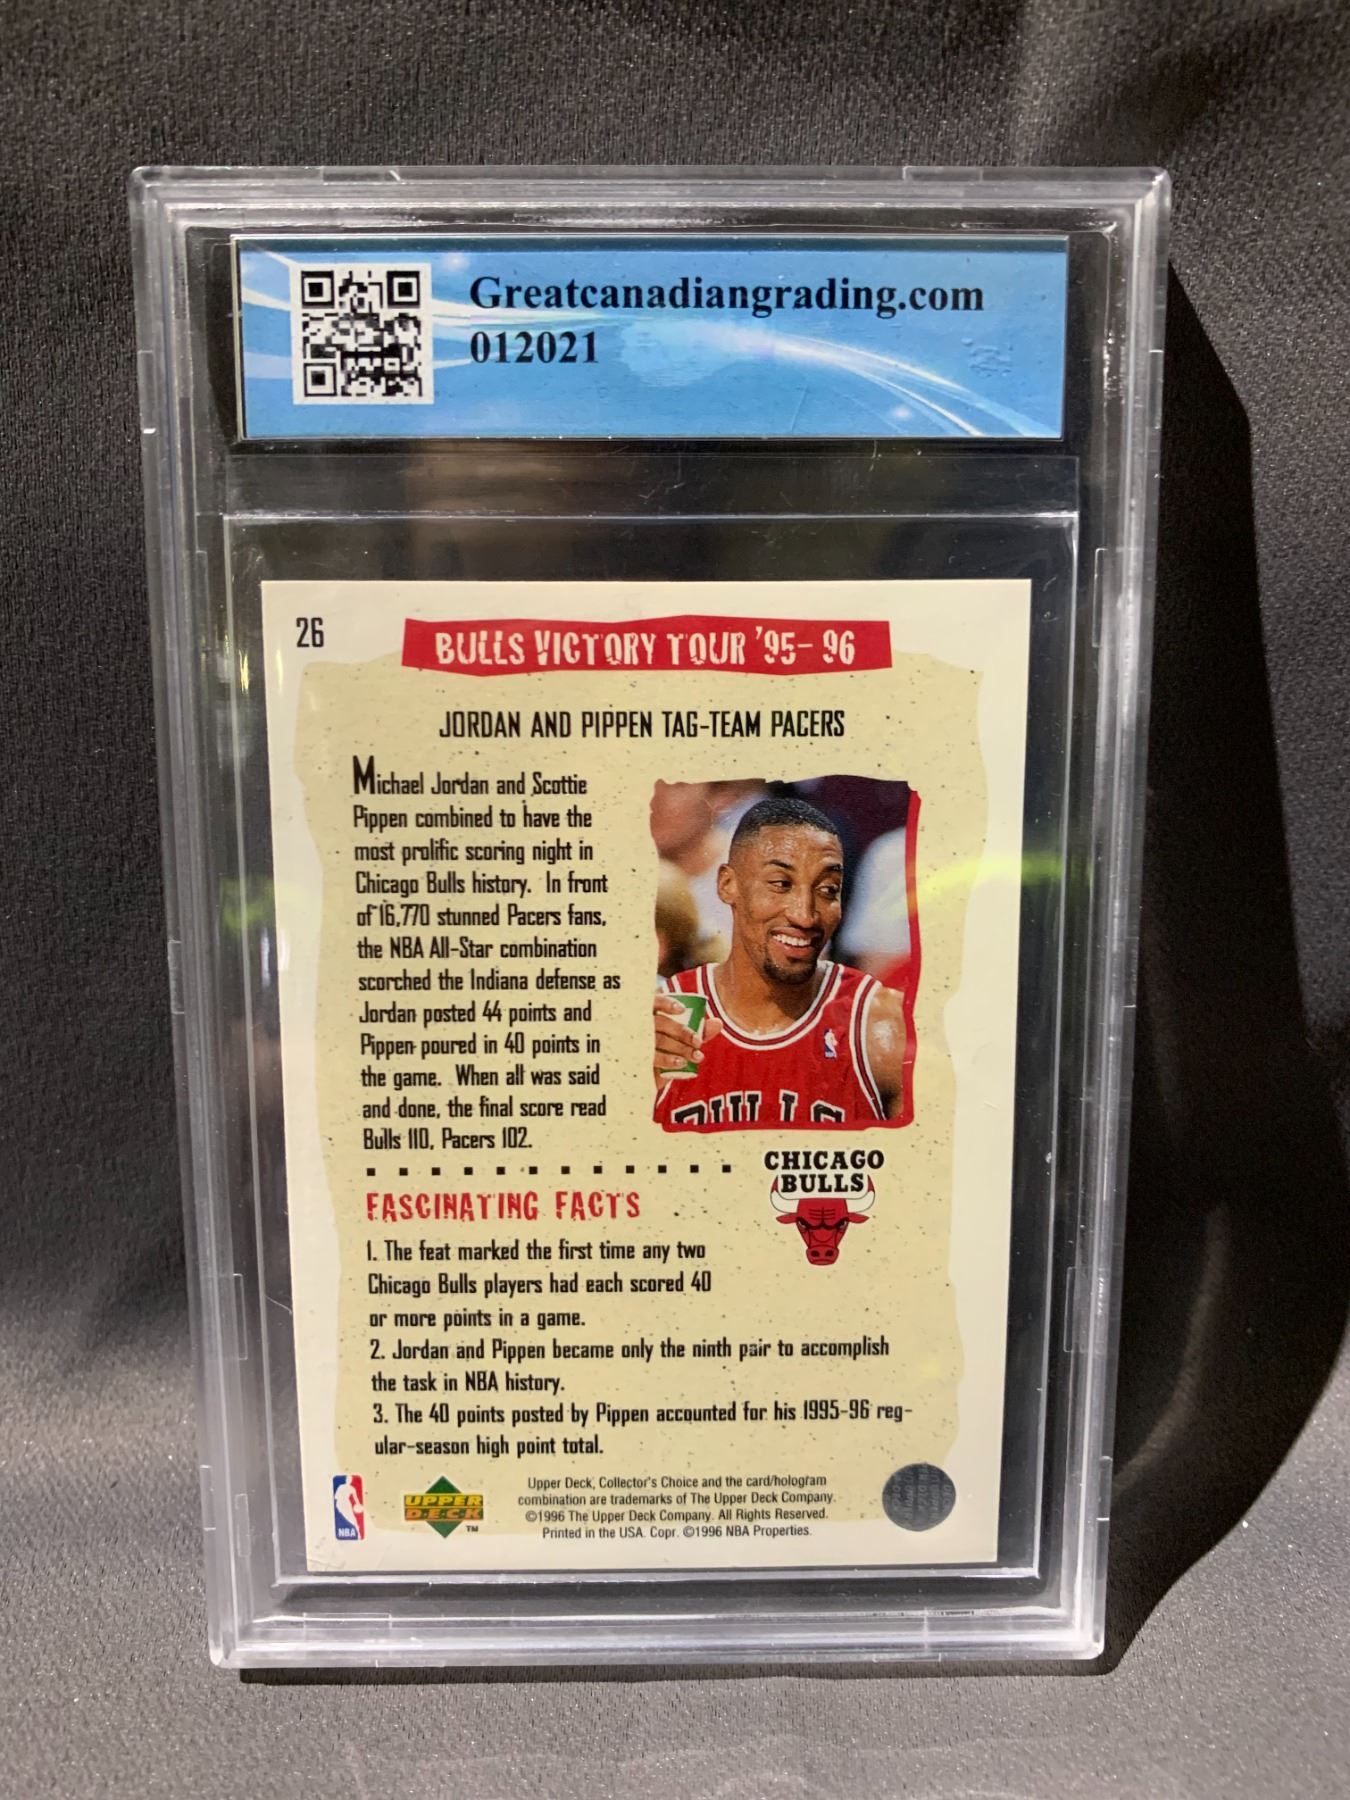 Greatcanadiangrading.com
012021
26
BULLS VICTORY TOUR '95-96
JORDAN AND PIPPEN TAG-TEAM PACERS
Michael Jordan and Scottie
Pippen combined to have the
most prolific scoring night in
Chicago Bulls history. In front
of 16,770 stunned Pacers fans,
the NBA All-Star combination
scorched the Indiana defense as
Jordan posted 44 points and
Pippen poured in 40 points in
the game. When all was said
and done, the final score read
Bulls 110, Pacers 102.
BULLS
CHICAGO
BULLS
FASCINATING FACTS
1. The feat marked the first time any two
Chicago Bulls players had each scored 40
or more points in a game.
2. Jordan and Pippen became only the ninth pair to accomplish
the task in NBA history.
3. The 40 points posted by Pippen accounted for his 1995-96 reg-
ular-season high point total.
NBA
UPPER
DECK
TM
Upper Deck, Collector's Choice and the card/hologram
combination are trademarks of The Upper Deck Company.
©1996 The Upper Deck Company. All Rights Reserved.
Printed in the USA. Copr. ©1996 NBA Properties.